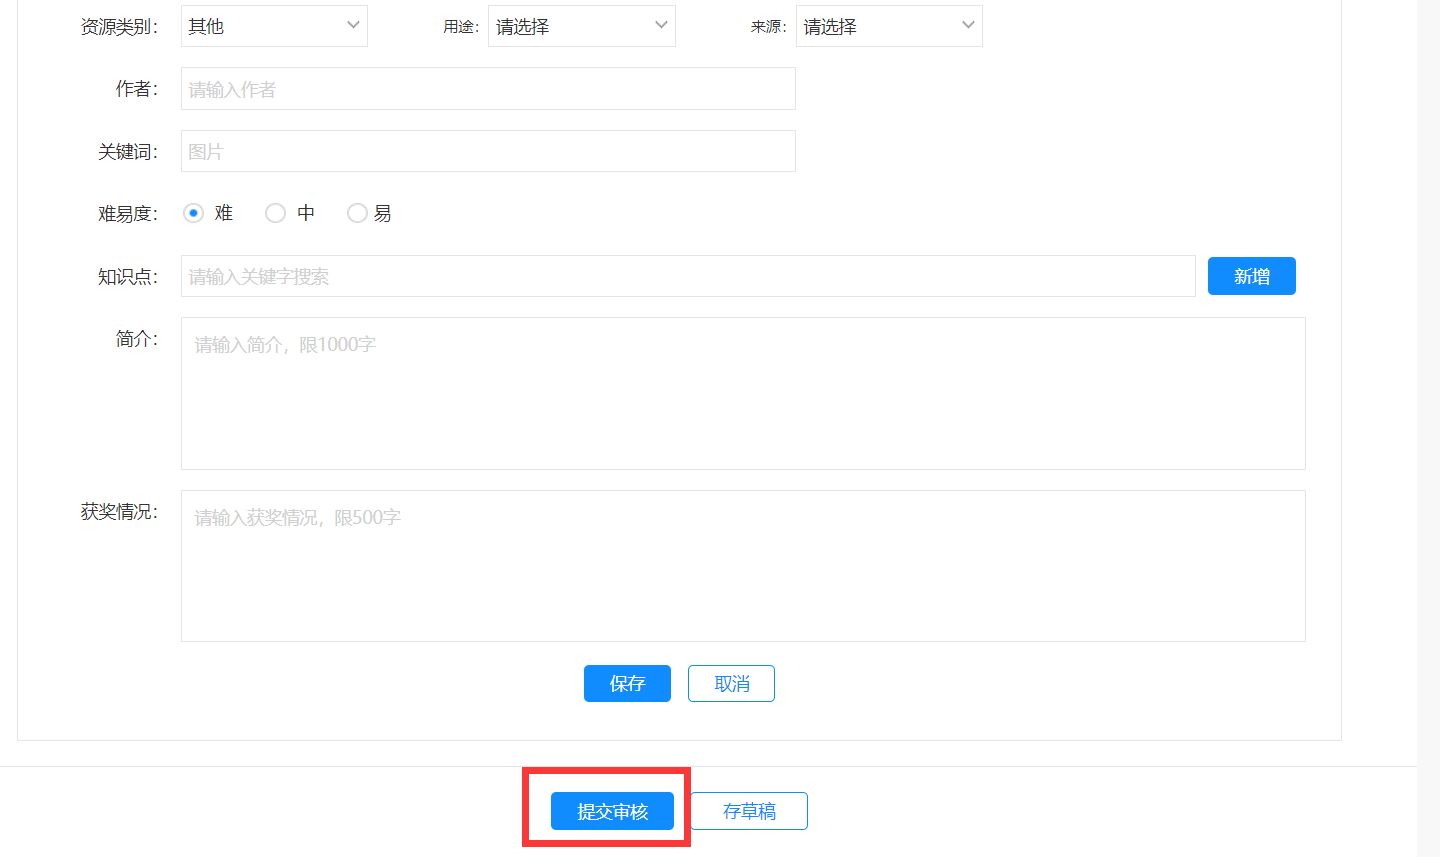 资源类别： 其他 用途： 请选择 来源： 请选择
作者： 请输入作者
关键词： 图片
难易度： 难 中 易
知识点： 请输入关键字搜索 新增
简介： 请输入简介，限1000字
获奖情况： 请输入获奖情况，限500字
保存 取消
提交审核 存草稿